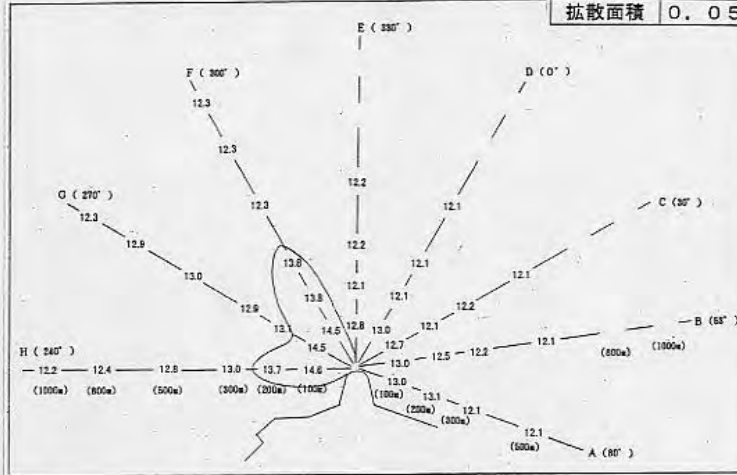 拡散面積 0.05
E (330°)
F (300°)
D (0°)
12.3
12.3
12.2
12.1
G (270°)
C (30°)
12.3
12.3
12.9
12.2
13.8
12.1
12.1
13.0
12.1
12.1
12.2
13.8
12.9
12.1
B (53°)
13.1
14.5
12.8
13.0
12.7
12.1
(1000m)
14.5
13.0
12.5
12.2
(800m)
H (240°)
12.2
12.4
12.8
13.0
13.7
14.6
13.0
(1000m)
(800m)
(500m)
(300m)
(200m)
(100m)
(100m)
13.1
(200m)
12.1
(300m)
12.1
(500m)
A (80°)